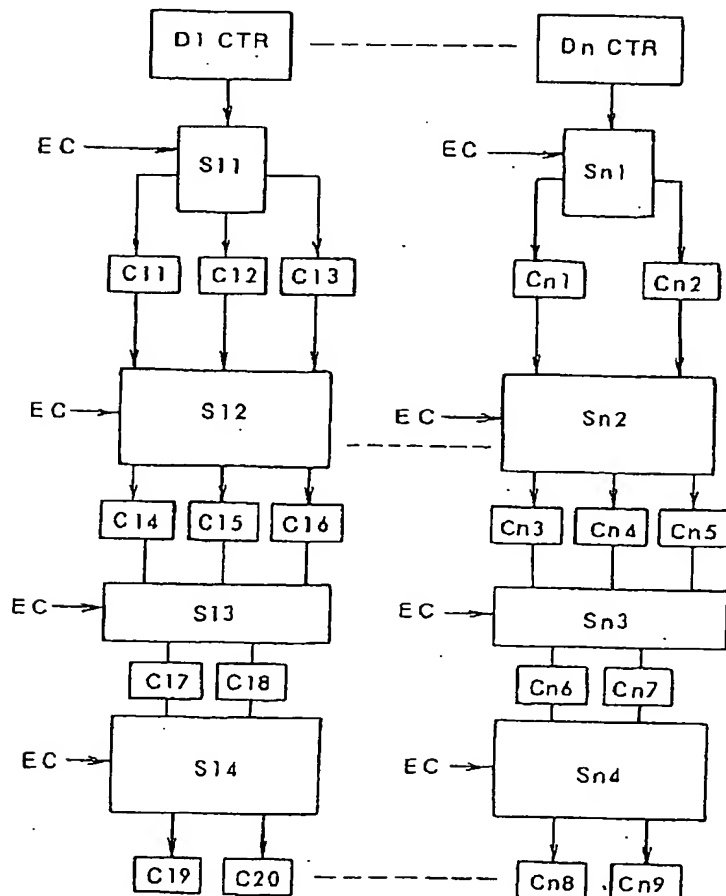 D1 CTR Dn CTR
EC S11 EC Sn1
C11 C12 C13 Cn1 Cn2
EC S12 EC Sn2
C14 C15 C16 Cn3 Cn4 Cn5
EC S13 EC Sn3
C17 C18 Cn6 Cn7
EC S14 EC Sn4
C19 C20 Cn8 Cn9